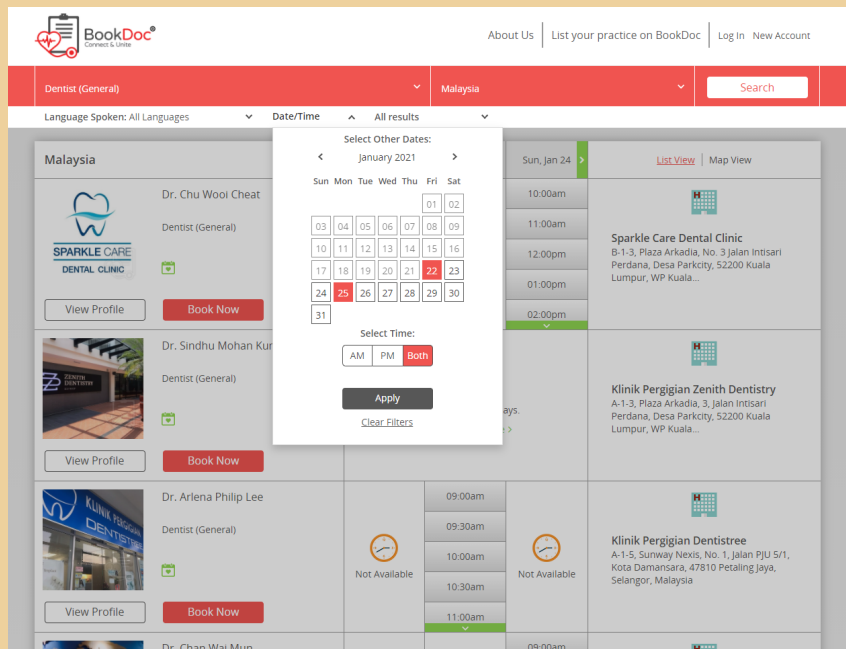 BookDoc®
Connect & Unite
About Us
List your practice on BookDoc
Log In
New Account
Dentist (General)
Malaysia
Search
Language Spoken: All Languages
Date/Time
All results
Malaysia
Select Other Dates:
January 2021
Sun Mon Tue Wed Thu Fri Sat
01 02
03 04 05 06 07 08 09
10 11 12 13 14 15 16
17 18 19 20 21 22 23
24 25 26 27 28 29 30
31
Select Time:
AM PM Both
Apply
Clear Filters
Sun, Jan 24
List View
Map View
SPARKLE CARE
DENTAL CLINIC
Dr. Chu Wooi Cheat
Dentist (General)
View Profile
Book Now
10:00am
11:00am
12:00pm
01:00pm
02:00pm
Sparkle Care Dental Clinic
B-1-3, Plaza Arkadia, No. 3 Jalan Intisari
Perdana, Desa Parkcity, 52200 Kuala
Lumpur, WP Kuala...
ZENITH
DENTISTRY
Dr. Sindhu Mohan Kur
Dentist (General)
View Profile
Book Now
ays.
Klinik Pergigian Zenith Dentistry
A-1-3, Plaza Arkadia, 3, Jalan Intisari
Perdana, Desa Parkcity, 52200 Kuala
Lumpur, WP Kuala...
KLINIK PERGIGIAN
DENTISTREE
Dr. Arlena Philip Lee
Dentist (General)
View Profile
Book Now
Not Available
09:00am
09:30am
10:00am
10:30am
11:00am
Not Available
Klinik Pergigian Dentistree
A-1-5, Sunway Nexis, No. 1, Jalan PJU 5/1,
Kota Damansara, 47810 Petaling Jaya,
Selangor, Malaysia
Dr. Chan Wai Mun
09:00am